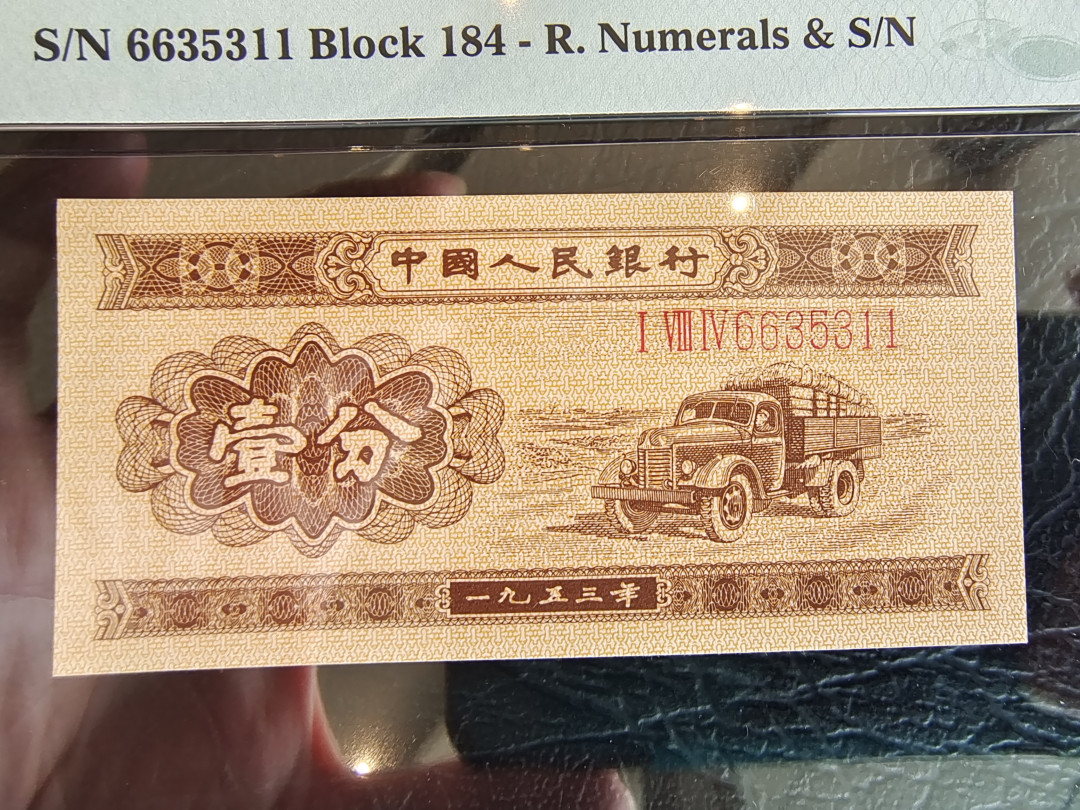 S/N 6635311 Block 184 - R. Numerals & S/N
中國人民銀行
I VIII IV 6635311
壹分
一九五三年